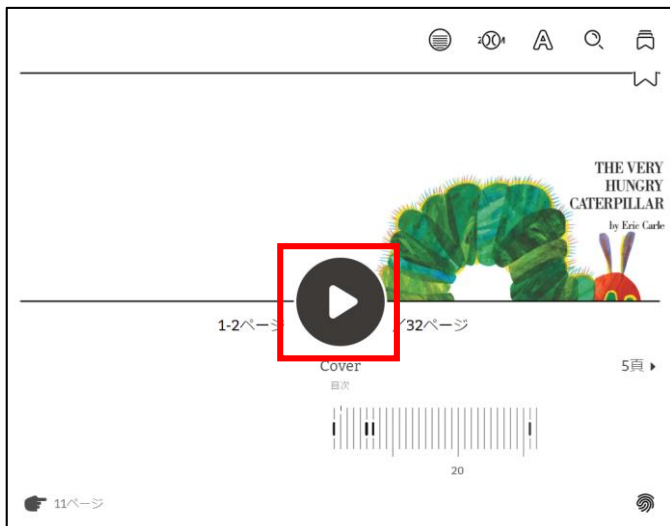 THE VERY
HUNGRY
CATERPILLAR
by Eric Carle
1-2ページ ／32ページ
Cover
5頁
目次
20
11ページ